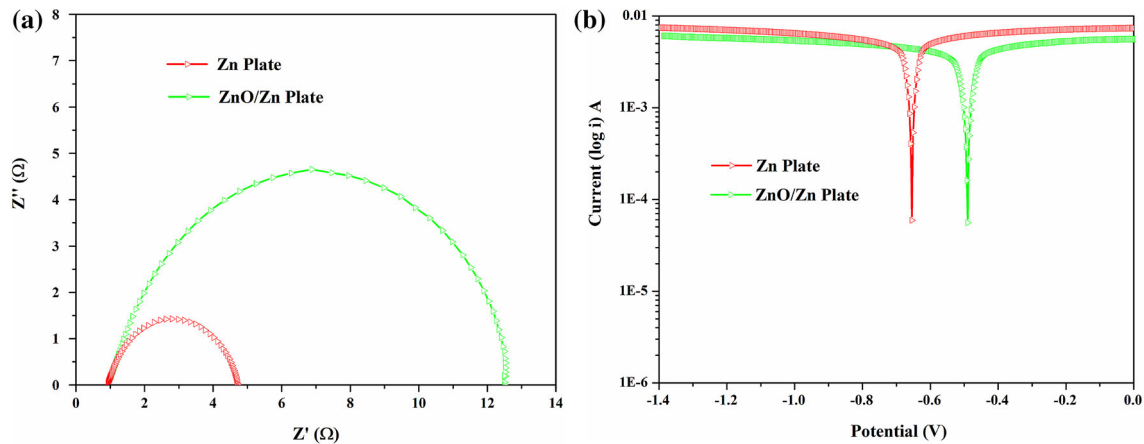 (a)
8
7
6
5
4
3
2
1
0
Z'' (Ω)
Zn Plate
ZnO/Zn Plate
0 2 4 6 8 10 12 14
Z' (Ω)
(b)
0.01
1E-3
1E-4
1E-5
1E-6
Current (log i) A
Zn Plate
ZnO/Zn Plate
-1.4 -1.2 -1.0 -0.8 -0.6 -0.4 -0.2 0.0
Potential (V)